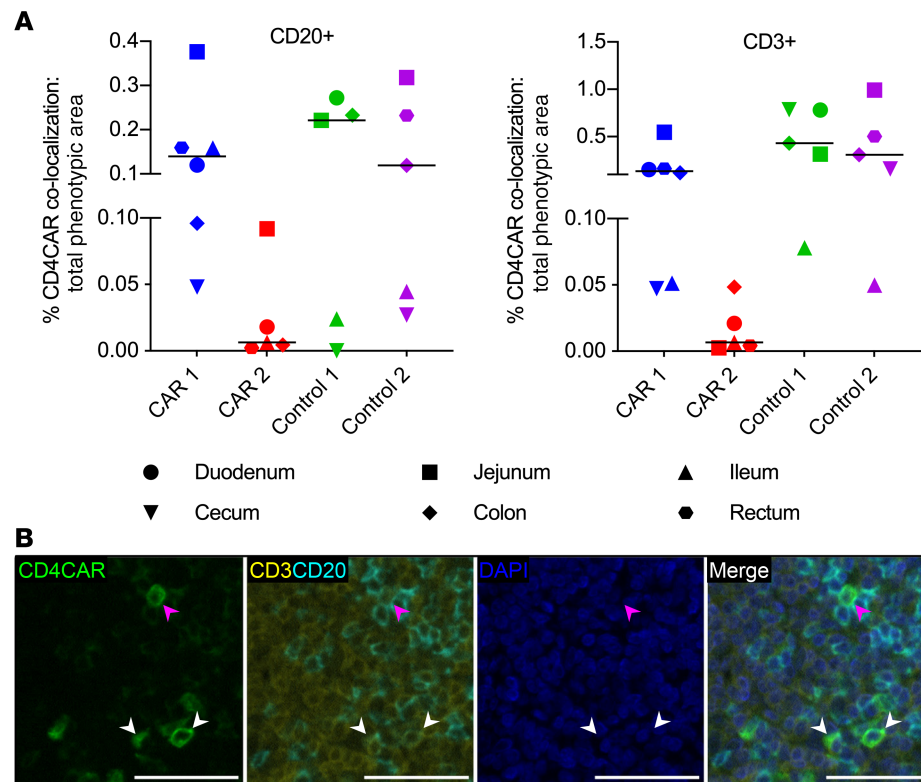 A
CD20+
% CD4CAR co-localization:
total phenotypic area
0.4
0.3
0.2
0.1
0.10
0.05
0.00
CAR 1
CAR 2
Control 1
Control 2
CD3+
% CD4CAR co-localization:
total phenotypic area
1.5
1.0
0.5
0.10
0.05
0.00
CAR 1
CAR 2
Control 1
Control 2
Duodenum
Jejunum
Ileum
Cecum
Colon
Rectum
B
CD4CAR
CD3CD20
DAPI
Merge